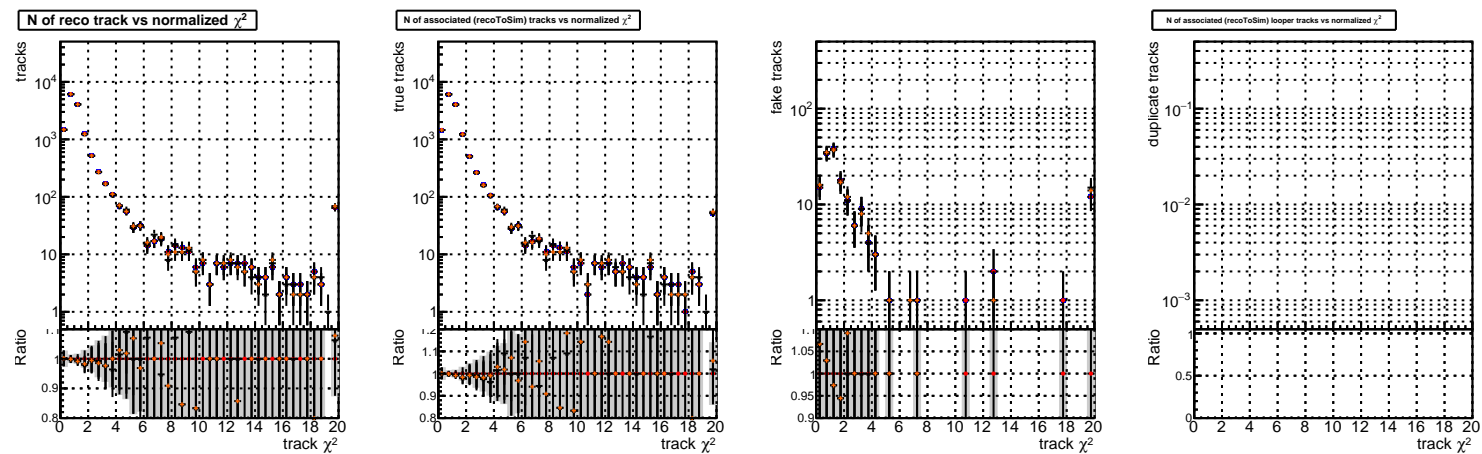 N of reco track vs normalized χ²
tracks
10⁴
10³
10²
10
1
Ratio
1.1
1
0.9
0.8
0 2 4 6 8 10 12 14 16 18 20
track χ²
N of associated (recoToSim) tracks vs normalized χ²
true tracks
10⁴
10³
10²
10
1
Ratio
1.2
1.1
1
0.9
0.8
0 2 4 6 8 10 12 14 16 18 20
track χ²
fake tracks
10²
10
1
Ratio
1.05
1
0.95
0.9
0 2 4 6 8 10 12 14 16 18 20
track χ²
N of associated (recoToSim) looper tracks vs normalized χ²
duplicate tracks
10⁻¹
10⁻²
10⁻³
Ratio
1
0.5
0
0 2 4 6 8 10 12 14 16 18 20
track χ²